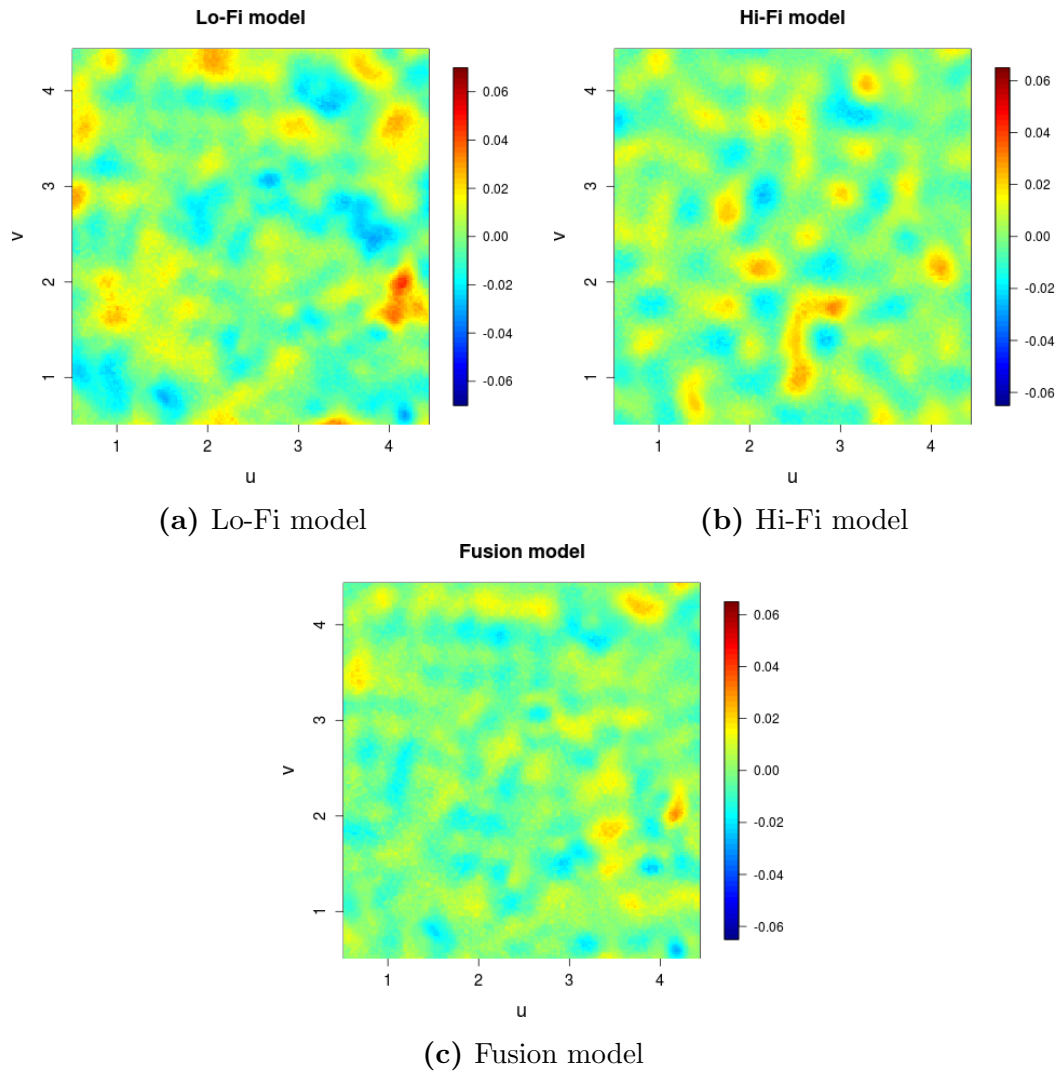 Lo-Fi model
4
3
2
1
v
1 2 3 4
u
0.06
0.04
0.02
0.00
-0.02
-0.04
-0.06
(a) Lo-Fi model
Hi-Fi model
4
3
2
1
v
1 2 3 4
u
0.06
0.04
0.02
0.00
-0.02
-0.04
-0.06
(b) Hi-Fi model
Fusion model
4
3
2
1
v
1 2 3 4
u
0.06
0.04
0.02
0.00
-0.02
-0.04
-0.06
(c) Fusion model